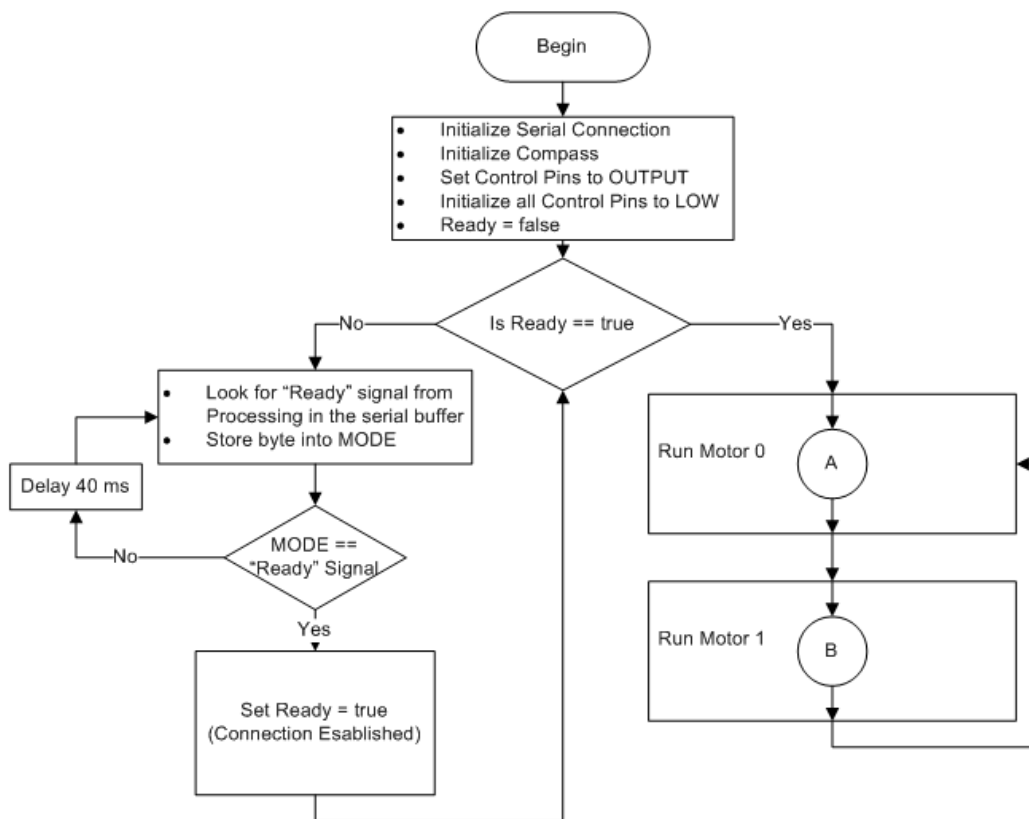 Begin
• Initialize Serial Connection
• Initialize Compass
• Set Control Pins to OUTPUT
• Initialize all Control Pins to LOW
• Ready = false
Is Ready == true
No
Yes
• Look for “Ready” signal from
Processing in the serial buffer
• Store byte into MODE
Delay 40 ms
MODE ==
“Ready” Signal
No
Yes
Set Ready = true
(Connection Esablished)
Run Motor 0
A
Run Motor 1
B